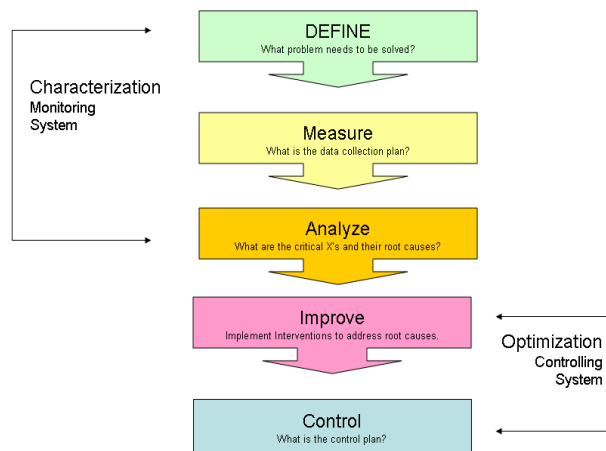 DEFINE
What problem needs to be solved?
Characterization
Monitoring
System
Measure
What is the data collection plan?
Analyze
What are the critical X's and their root causes?
Improve
Implement Interventions to address root causes.
Optimization
Controlling
System
Control
What is the control plan?